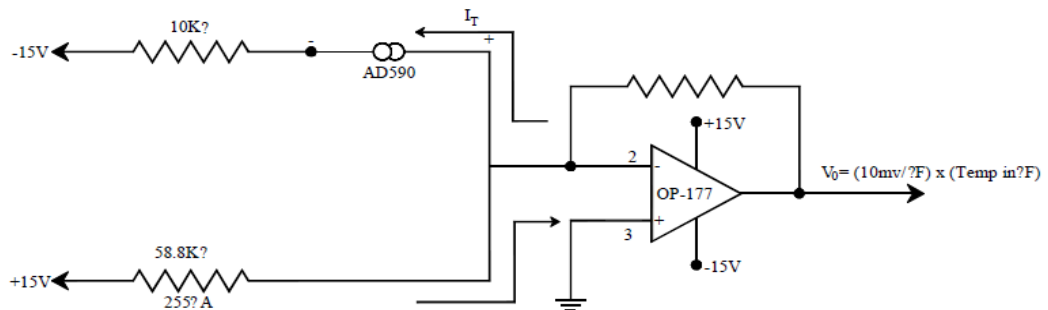 10K?
I_T
-15V
-
+
AD590
+15V
2
-
V_0= (10mv/?F) x (Temp in?F)
OP-177
+
3
58.8K?
-15V
+15V
255?A